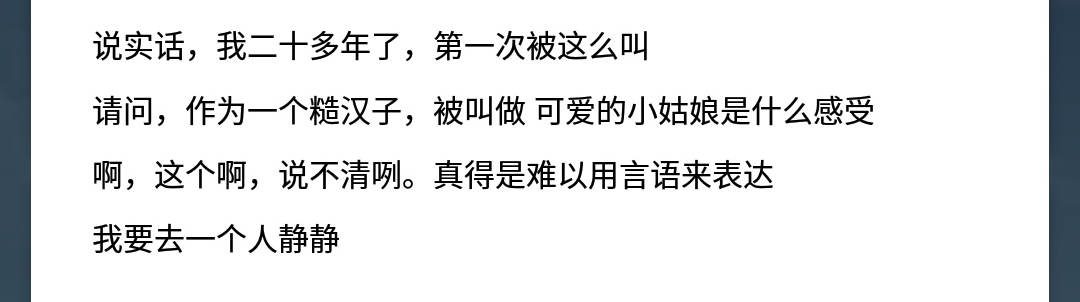 说实话，我二十多年了，第一次被这么叫
请问，作为一个糙汉子，被叫做 可爱的小姑娘是什么感受
啊，这个啊，说不清咧。真得是难以用言语来表达
我要去一个人静静